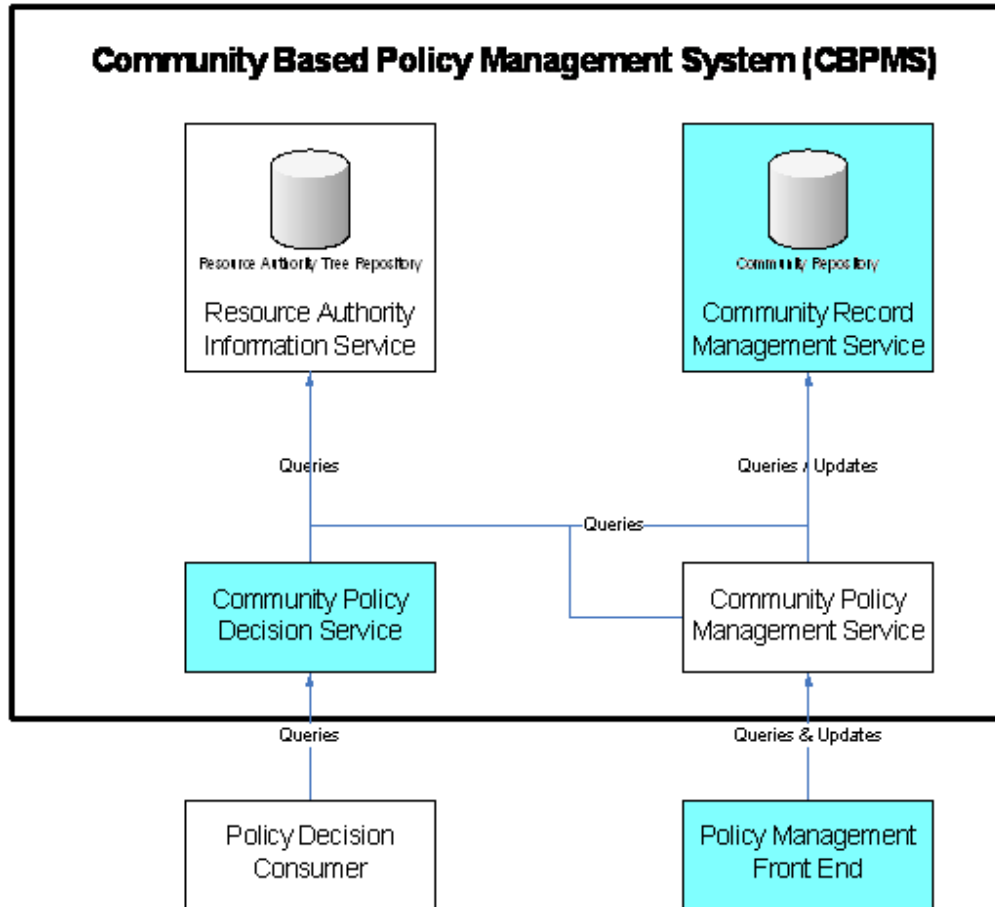 Community Based Policy Management System (CBPMS)
Resource Authority Tree Repository
Resource Authority
Information Service
Community Repository
Community Record
Management Service
Queries
Queries / Updates
Queries
Community Policy
Decision Service
Community Policy
Management Service
Queries
Queries & Updates
Policy Decision
Consumer
Policy Management
Front End